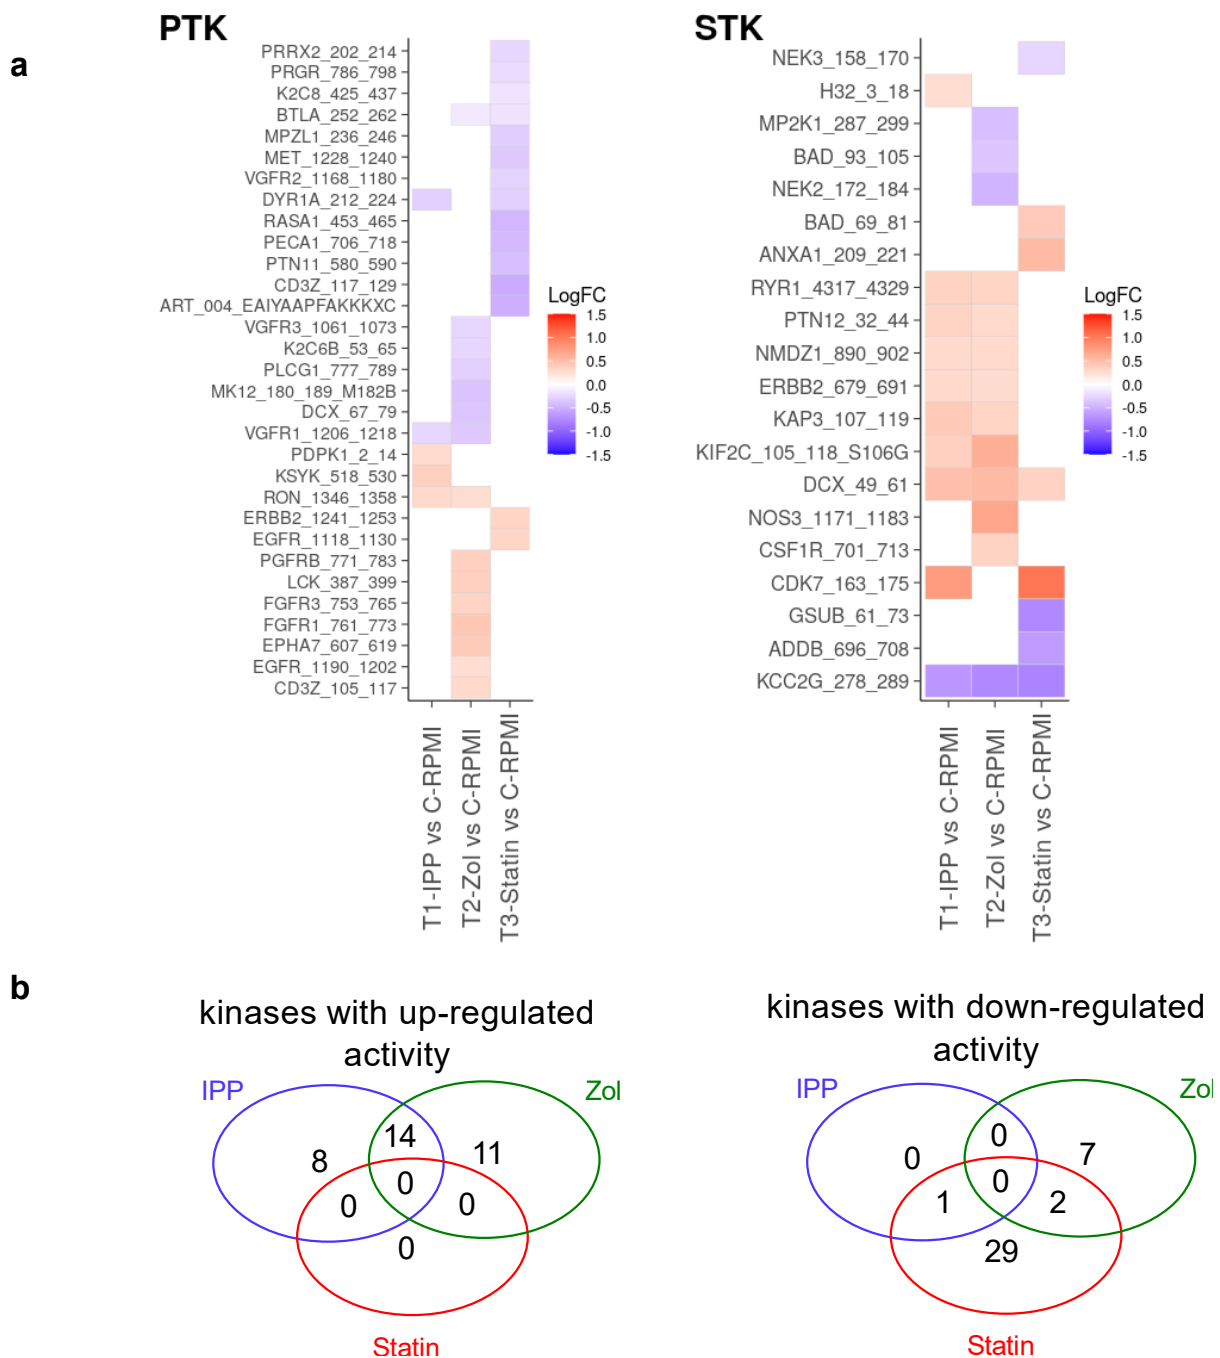 a
PTK
PRRX2_202_214
PRGR_786_798
K2C8_425_437
BTLA_252_262
MPZL1_236_246
MET_1228_1240
VGFR2_1168_1180
DYR1A_212_224
RASA1_453_465
PECA1_706_718
PTN11_580_590
CD3Z_117_129
ART_004_EAIYAAPFAKKKXC
VGFR3_1061_1073
K2C6B_53_65
PLCG1_777_789
MK12_180_189_M182B
DCX_67_79
VGFR1_1206_1218
PDPK1_2_14
KSYK_518_530
RON_1346_1358
ERBB2_1241_1253
EGFR_1118_1130
PGFRB_771_783
LCK_387_399
FGFR3_753_765
FGFR1_761_773
EPHA7_607_619
EGFR_1190_1202
CD3Z_105_117
T1-IPP vs C-RPMI
T2-Zol vs C-RPMI
T3-Statin vs C-RPMI
LogFC
1.5
1.0
0.5
0.0
-0.5
-1.0
-1.5
STK
NEK3_158_170
H32_3_18
MP2K1_287_299
BAD_93_105
NEK2_172_184
BAD_69_81
ANXA1_209_221
RYR1_4317_4329
PTN12_32_44
NMDZ1_890_902
ERBB2_679_691
KAP3_107_119
KIF2C_105_118_S106G
DCX_49_61
NOS3_1171_1183
CSF1R_701_713
CDK7_163_175
GSUB_61_73
ADDB_696_708
KCC2G_278_289
T1-IPP vs C-RPMI
T2-Zol vs C-RPMI
T3-Statin vs C-RPMI
LogFC
1.5
1.0
0.5
0.0
-0.5
-1.0
-1.5
b
kinases with up-regulated
activity
IPP
Zol
14
8
11
0
0
0
0
Statin
kinases with down-regulated
activity
IPP
Zol
0
0
7
0
1
2
29
Statin